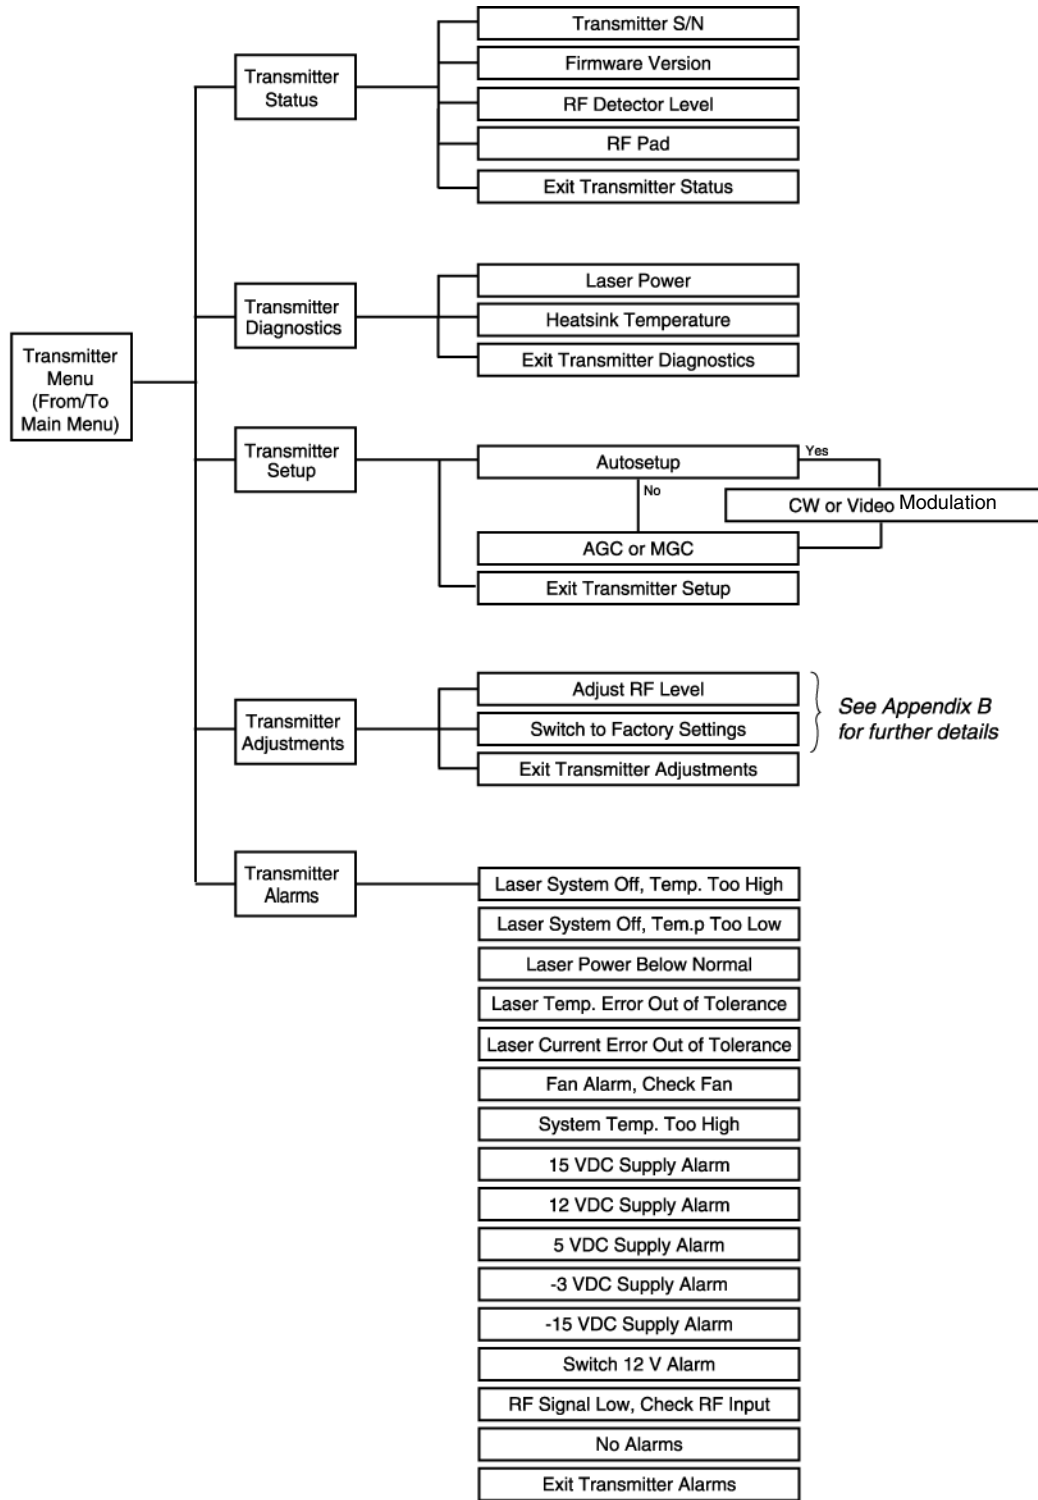 Transmitter S/N
Firmware Version
RF Detector Level
RF Pad
Exit Transmitter Status
Transmitter
Status
Laser Power
Heatsink Temperature
Exit Transmitter Diagnostics
Transmitter
Diagnostics
Transmitter
Menu
(From/To
Main Menu)
Transmitter
Setup
Autosetup
Yes
No
CW or Video Modulation
AGC or MGC
Exit Transmitter Setup
Transmitter
Adjustments
Adjust RF Level
Switch to Factory Settings
Exit Transmitter Adjustments
See Appendix B
for further details
Transmitter
Alarms
Laser System Off, Temp. Too High
Laser System Off, Tem.p Too Low
Laser Power Below Normal
Laser Temp. Error Out of Tolerance
Laser Current Error Out of Tolerance
Fan Alarm, Check Fan
System Temp. Too High
15 VDC Supply Alarm
12 VDC Supply Alarm
5 VDC Supply Alarm
-3 VDC Supply Alarm
-15 VDC Supply Alarm
Switch 12 V Alarm
RF Signal Low, Check RF Input
No Alarms
Exit Transmitter Alarms